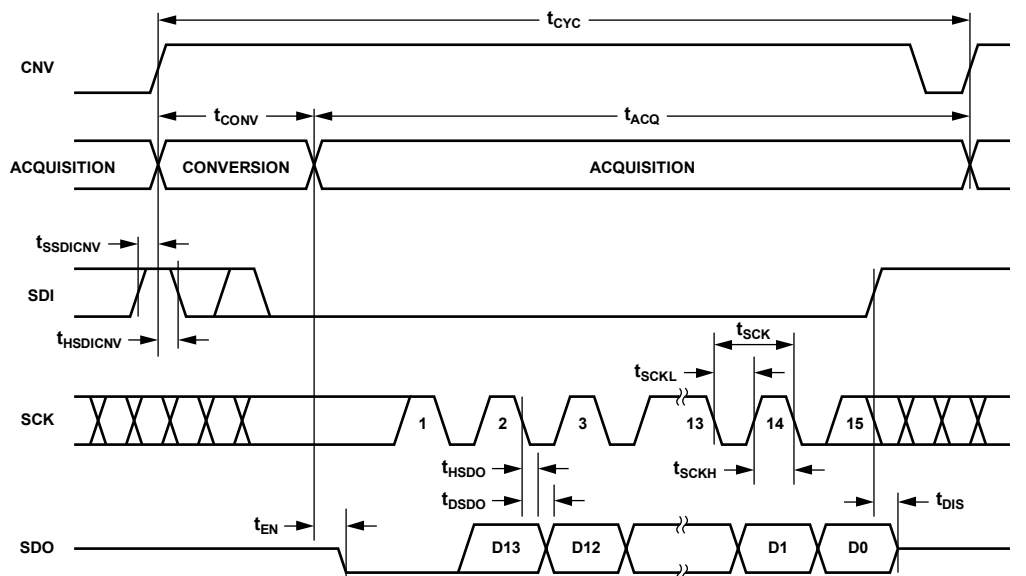 tCYC
CNV
tCONV
tACQ
ACQUISITION
CONVERSION
ACQUISITION
tSSDICNV
SDI
tHSDICNV
tSCK
tSCKL
SCK
1
2
3
13
14
15
tHSDO
tSCKH
tDSDO
tDIS
tEN
SDO
D13
D12
D1
D0